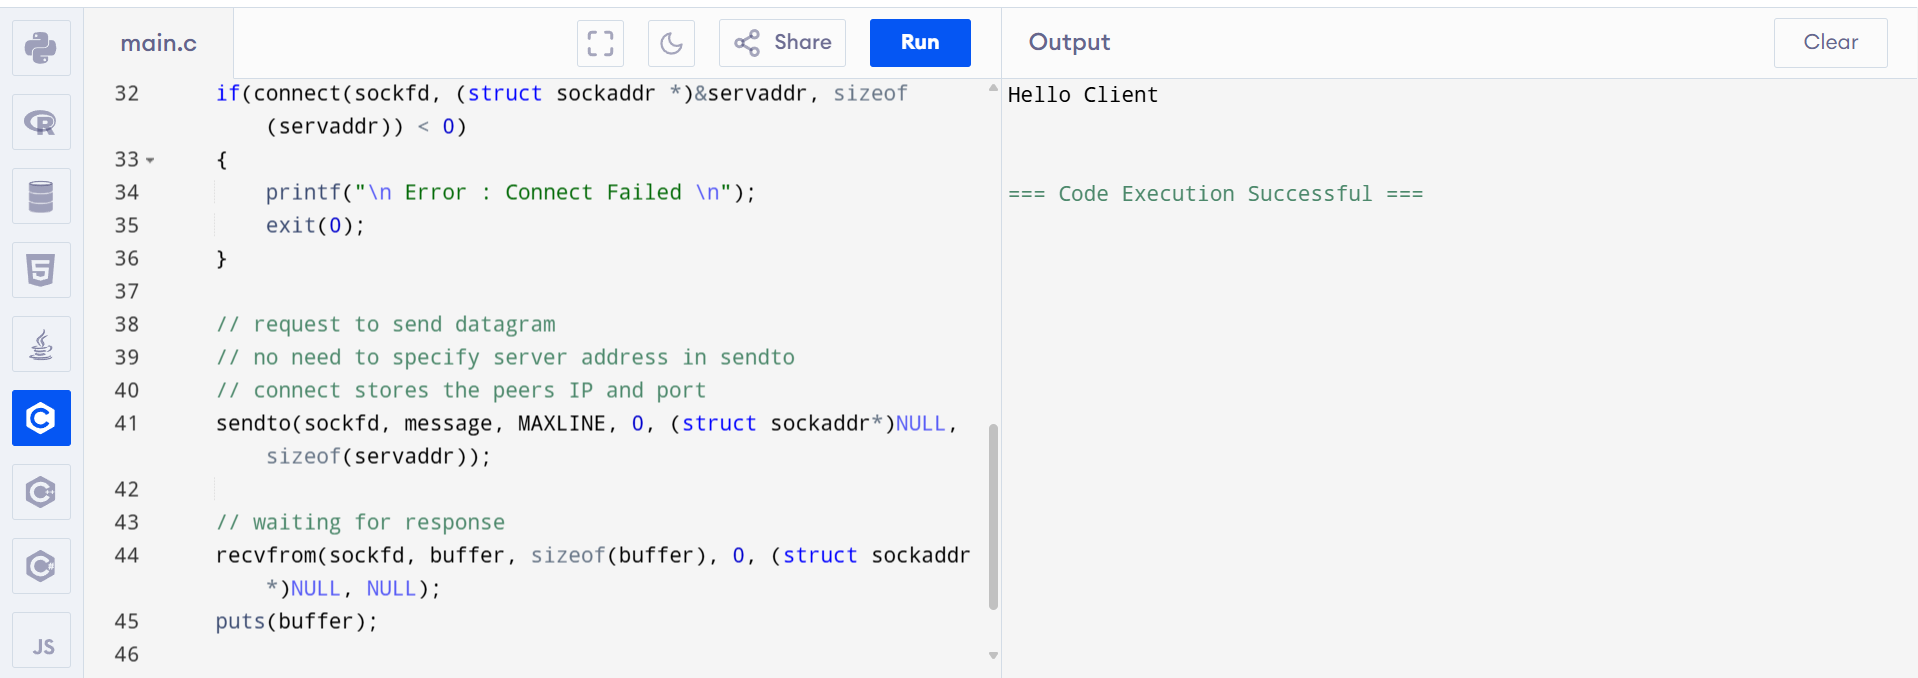 main.c
Share
Run
Output
Clear
32 if(connect(sockfd, (struct sockaddr *)&servaddr, sizeof
(servaddr)) < 0)
33 {
34 printf("\n Error : Connect Failed \n");
35 exit(0);
36 }
37
38 // request to send datagram
39 // no need to specify server address in sendto
40 // connect stores the peers IP and port
41 sendto(sockfd, message, MAXLINE, 0, (struct sockaddr*)NULL,
sizeof(servaddr));
42
43 // waiting for response
44 recvfrom(sockfd, buffer, sizeof(buffer), 0, (struct sockaddr
*)NULL, NULL);
45 puts(buffer);
46
Hello Client
=== Code Execution Successful ===
R
5
C
C++
C#
JS